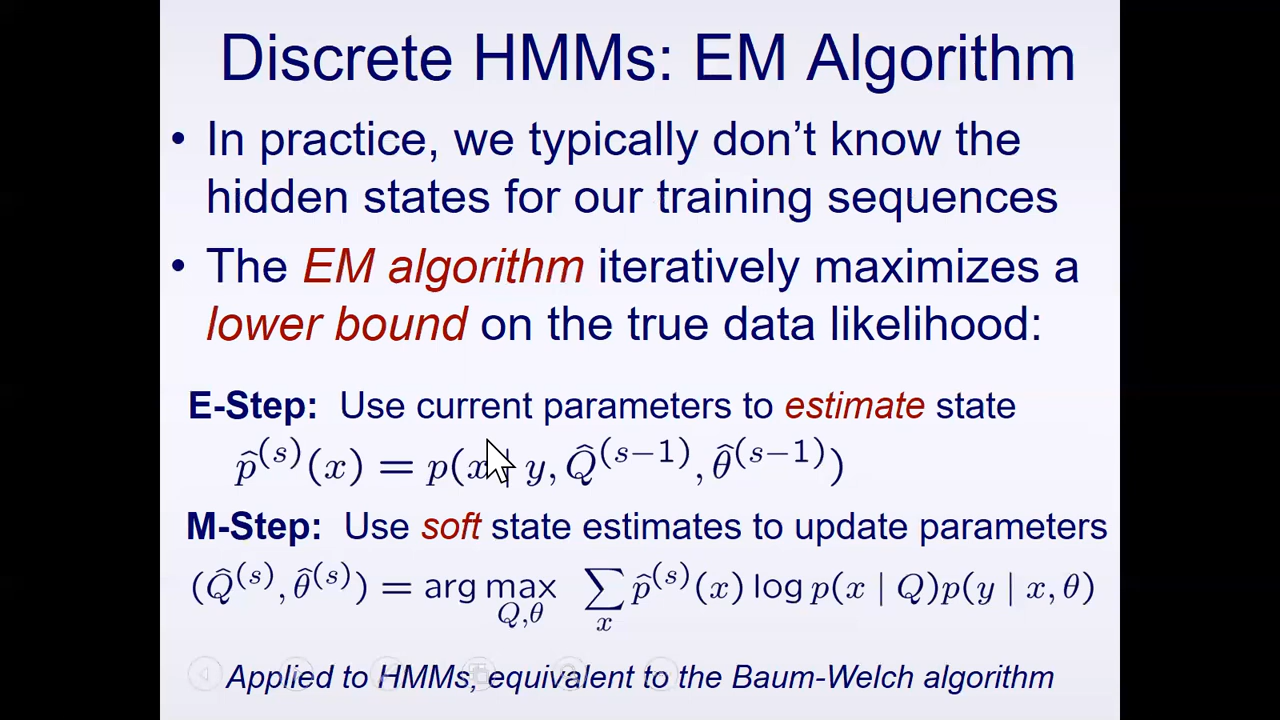 Discrete HMMs: EM Algorithm
• In practice, we typically don't know the
hidden states for our training sequences
• The EM algorithm iteratively maximizes a
lower bound on the true data likelihood:
E-Step: Use current parameters to estimate state
p̂^(s)(x) = p(x | y, Q̂^(s−1), θ̂^(s−1))
M-Step: Use soft state estimates to update parameters
(Q̂^(s), θ̂^(s)) = arg max_{Q,θ} ∑_x p̂^(s)(x) log p(x | Q)p(y | x, θ)
Applied to HMMs, equivalent to the Baum-Welch algorithm